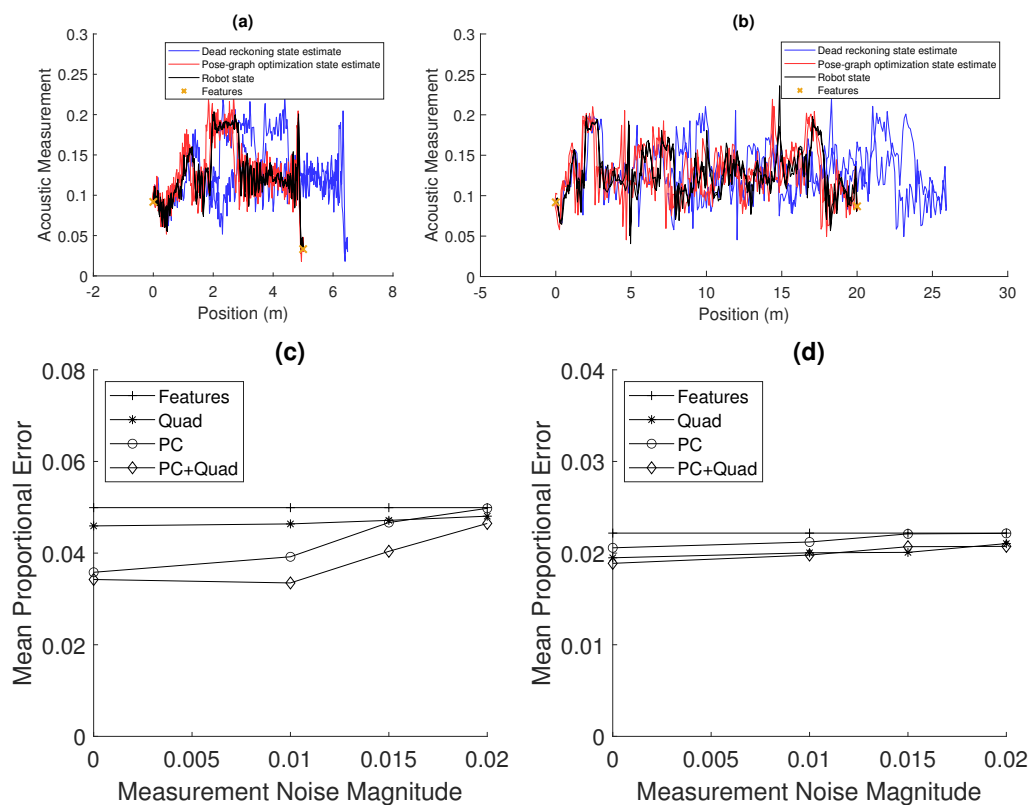 (a)
0.3
0.25
0.2
0.15
0.1
0.05
0
Acoustic Measurement
Dead reckoning state estimate
Pose-graph optimization state estimate
Robot state
Features
-2 0 2 4 6 8
Position (m)
(b)
0.3
0.25
0.2
0.15
0.1
0.05
0
Acoustic Measurement
Dead reckoning state estimate
Pose-graph optimization state estimate
Robot state
Features
-5 0 5 10 15 20 25 30
Position (m)
(c)
0.08
0.06
0.04
0.02
0
Mean Proportional Error
Features
Quad
PC
PC+Quad
0 0.005 0.01 0.015 0.02
Measurement Noise Magnitude
(d)
0.04
0.03
0.02
0.01
0
Mean Proportional Error
Features
Quad
PC
PC+Quad
0 0.005 0.01 0.015 0.02
Measurement Noise Magnitude